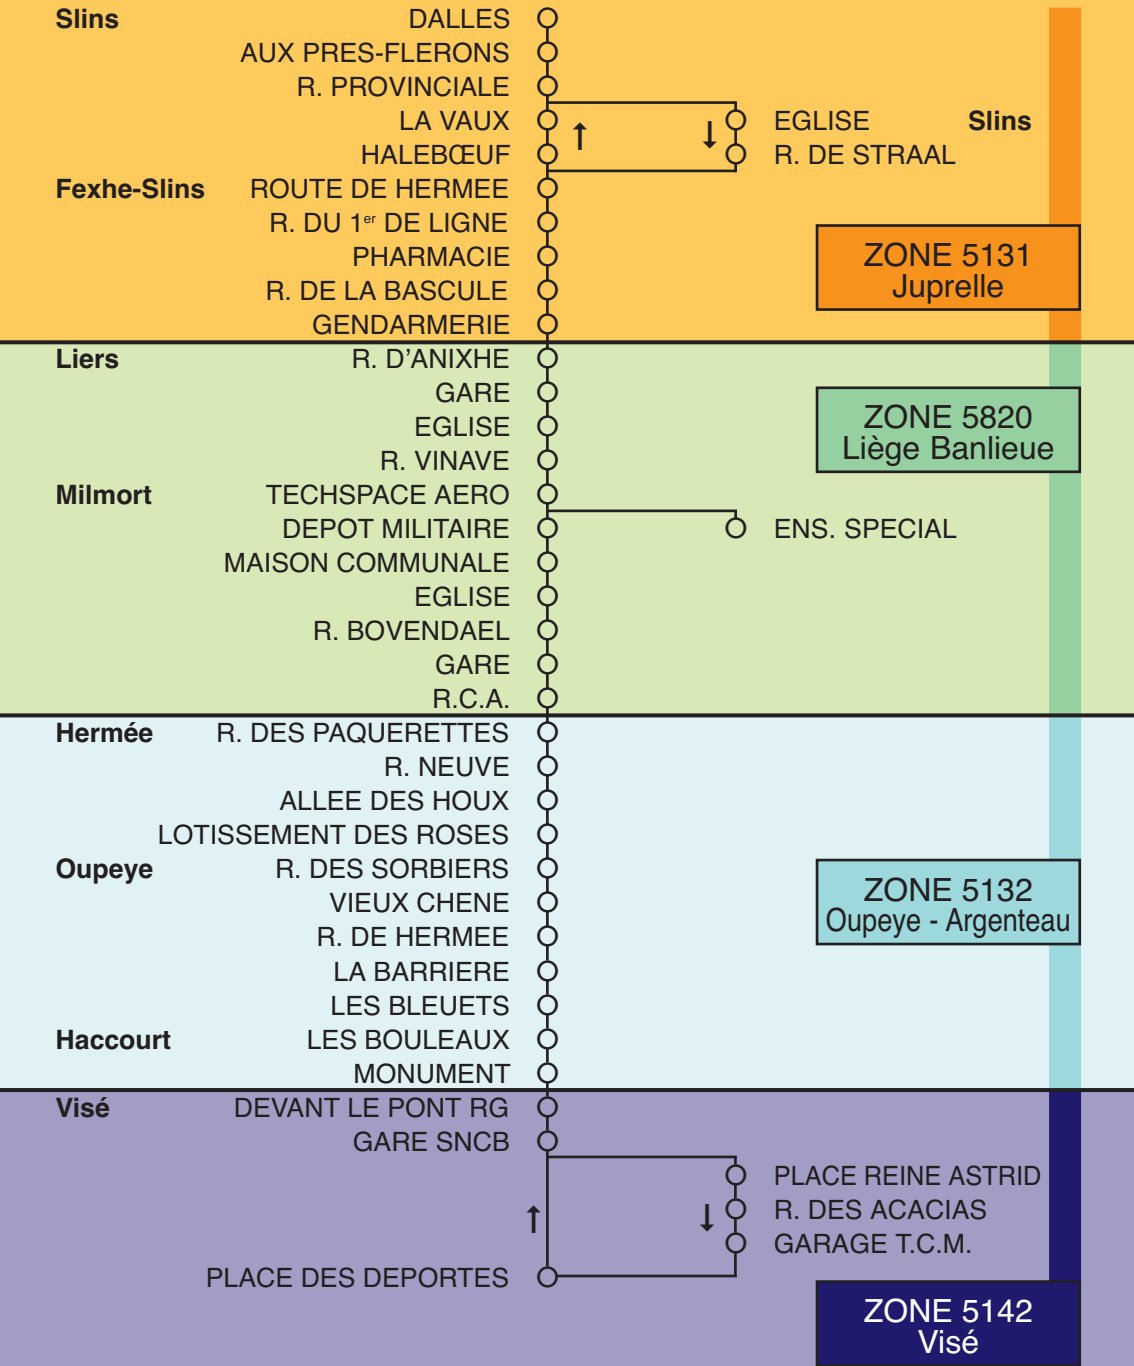 Slins DALLES
AUX PRES-FLERONS
R. PROVINCIALE
LA VAUX EGLISE Slins
HALEBŒUF R. DE STRAAL
Fexhe-Slins ROUTE DE HERMEE
R. DU 1er DE LIGNE
PHARMACIE ZONE 5131
R. DE LA BASCULE Juprelle
GENDARMERIE
Liers R. D’ANIXHE
GARE
EGLISE ZONE 5820
R. VINAVE Liège Banlieue
Milmort TECHSPACE AERO
DEPOT MILITAIRE ENS. SPECIAL
MAISON COMMUNALE
EGLISE
R. BOVENDAEL
GARE
R.C.A.
Hermée R. DES PAQUERETTES
R. NEUVE
ALLEE DES HOUX
LOTISSEMENT DES ROSES
Oupeye R. DES SORBIERS
VIEUX CHENE ZONE 5132
R. DE HERMEE Oupeye - Argenteau
LA BARRIERE
LES BLEUETS
Haccourt LES BOULEAUX
MONUMENT
Visé DEVANT LE PONT RG
GARE SNCB
PLACE REINE ASTRID
R. DES ACACIAS
GARAGE T.C.M.
PLACE DES DEPORTES
ZONE 5142
Visé